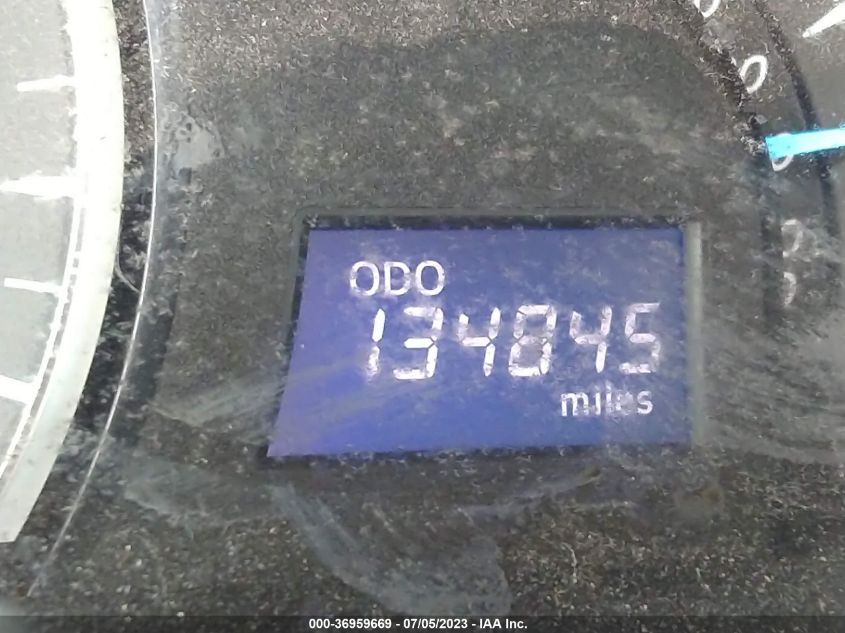 ODO
134845
miles
000-36959669 - 07/05/2023 - IAA Inc.